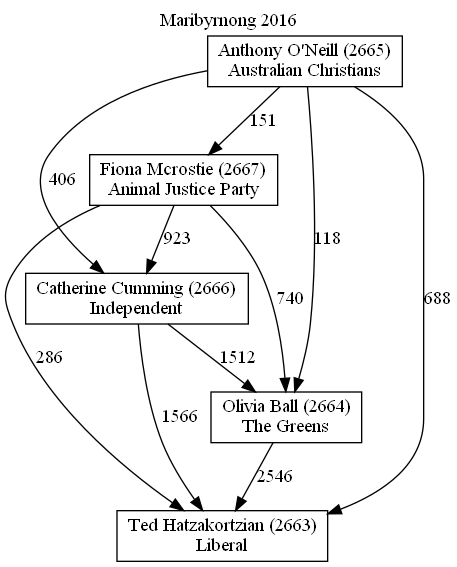 Maribyrnong 2016
Anthony O'Neill (2665)
Australian Christians
151
Fiona Mcrostie (2667)
Animal Justice Party
406
923
118
Catherine Cumming (2666)
Independent
740
688
286
1512
Olivia Ball (2664)
The Greens
1566
2546
Ted Hatzakortzian (2663)
Liberal